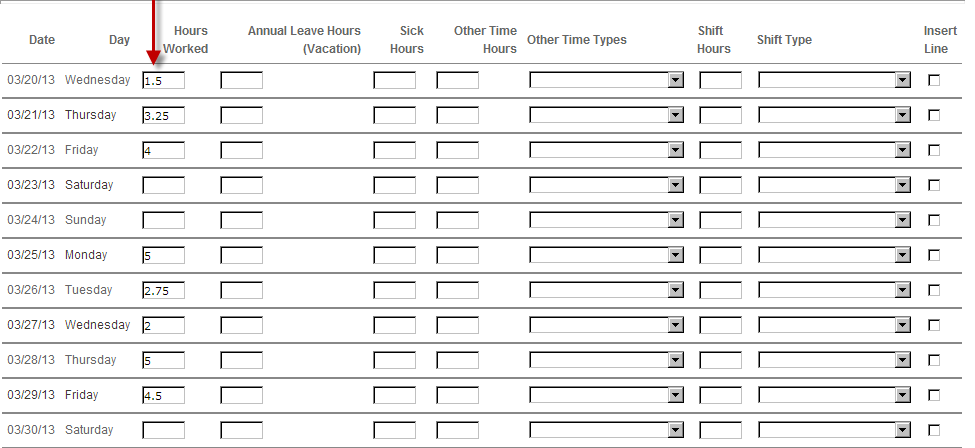 Date Day Hours Worked Annual Leave Hours (Vacation) Sick Hours Other Time Hours Other Time Types Shift Hours Shift Type Insert Line
03/20/13 Wednesday 1.5
03/21/13 Thursday 3.25
03/22/13 Friday 4
03/23/13 Saturday
03/24/13 Sunday
03/25/13 Monday 5
03/26/13 Tuesday 2.75
03/27/13 Wednesday 2
03/28/13 Thursday 5
03/29/13 Friday 4.5
03/30/13 Saturday